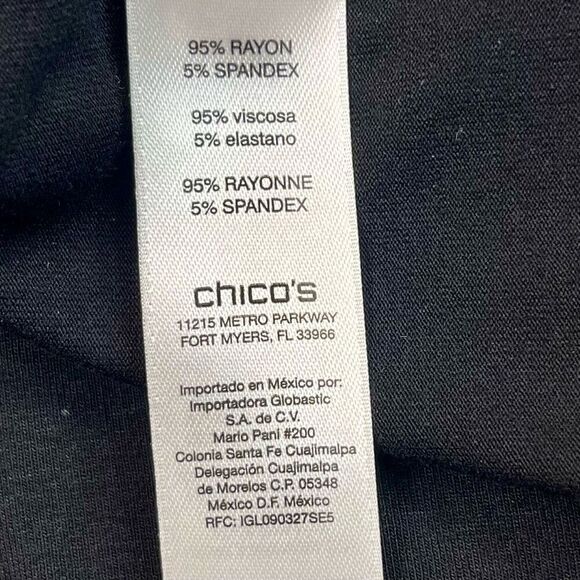 95% RAYON
5% SPANDEX
95% viscosa
5% elastano
95% RAYONNE
5% SPANDEX
chico's
11215 METRO PARKWAY
FORT MYERS, FL 33966
Importado en México por:
Importadora Globastic
S.A. de C.V.
Mario Pani #200
Colonia Santa Fe Cuajimalpa
Delegación Cuajimalpa
de Morelos C.P. 05348
México D.F. México
RFC: IGL090327SE5